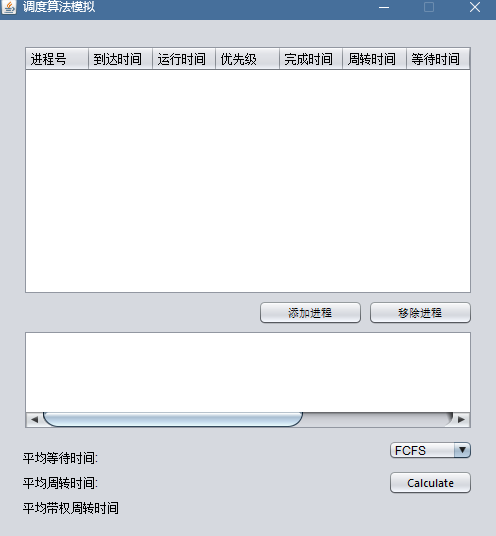 调度算法模拟
进程号 到达时间 运行时间 优先级 完成时间 周转时间 等待时间
添加进程 移除进程
平均等待时间: FCFS
平均周转时间: Calculate
平均带权周转时间